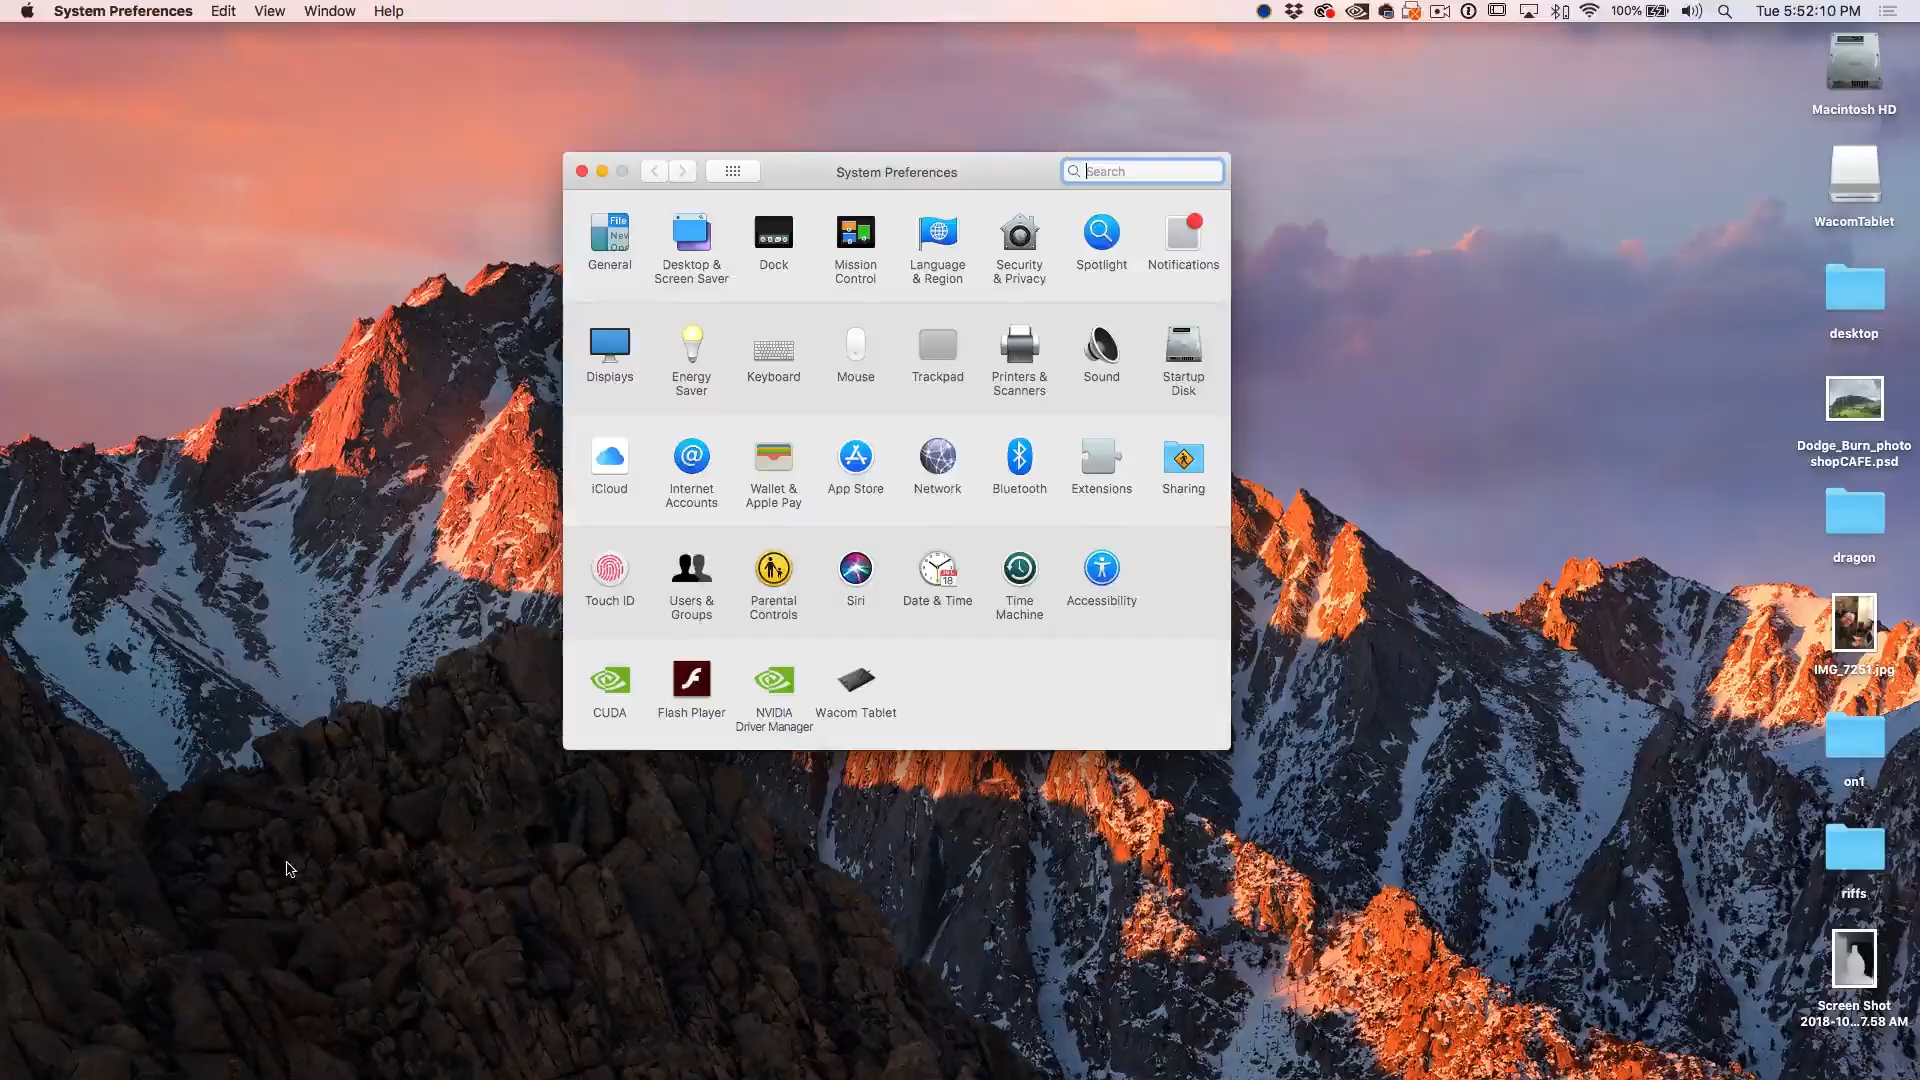 System Preferences Edit View Window Help
100% Tue 5:52:10 PM
System Preferences
Search
File
New
Ope
General
Desktop &
Screen Saver
Dock
Mission
Control
Language
& Region
Security
& Privacy
Spotlight
Notifications
Displays
Energy
Saver
Keyboard
Mouse
Trackpad
Printers &
Scanners
Sound
Startup
Disk
iCloud
Internet
Accounts
Wallet &
Apple Pay
App Store
Network
Bluetooth
Extensions
Sharing
Touch ID
Users &
Groups
Parental
Controls
Siri
18
Date & Time
Time
Machine
Accessibility
CUDA
Flash Player
NVIDIA
Driver Manager
Wacom Tablet
Macintosh HD
WacomTablet
desktop
Dodge_Burn_photo
shopCAFE.psd
dragon
IMG_7251.jpg
on1
riffs
Screen Shot
2018-10...7.58 AM